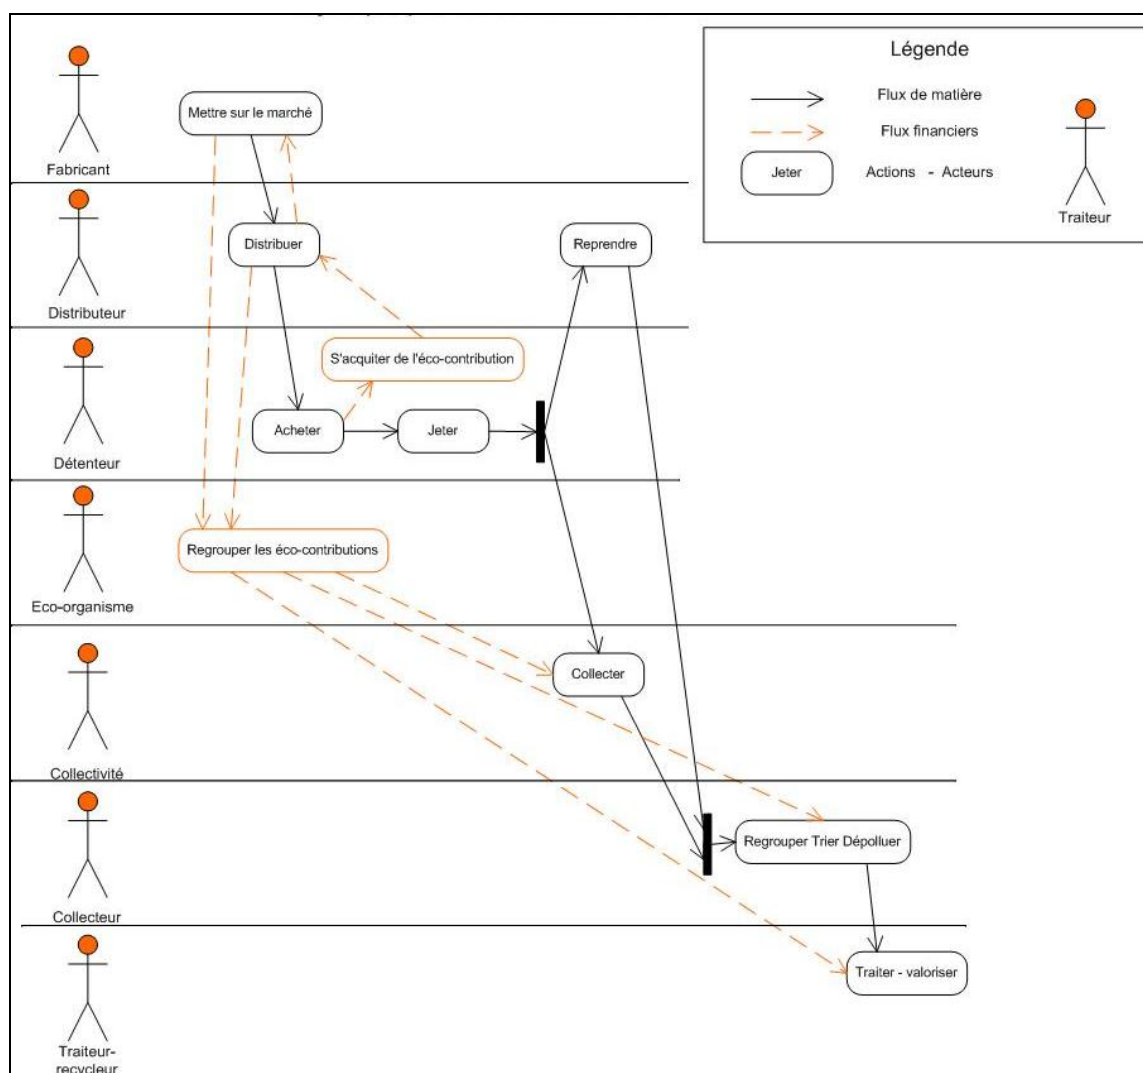 Légende
Flux de matière
Flux financiers
Jeter
Actions - Acteurs
Traiteur
Mettre sur le marché
Fabricant
Distribuer
Reprendre
Distributeur
S'acquiter de l'éco-contribution
Acheter
Jeter
Détenteur
Regrouper les éco-contributions
Eco-organisme
Collecter
Collectivité
Regrouper Trier Dépolluer
Collecteur
Traiter - valoriser
Traiteur-
recycleur